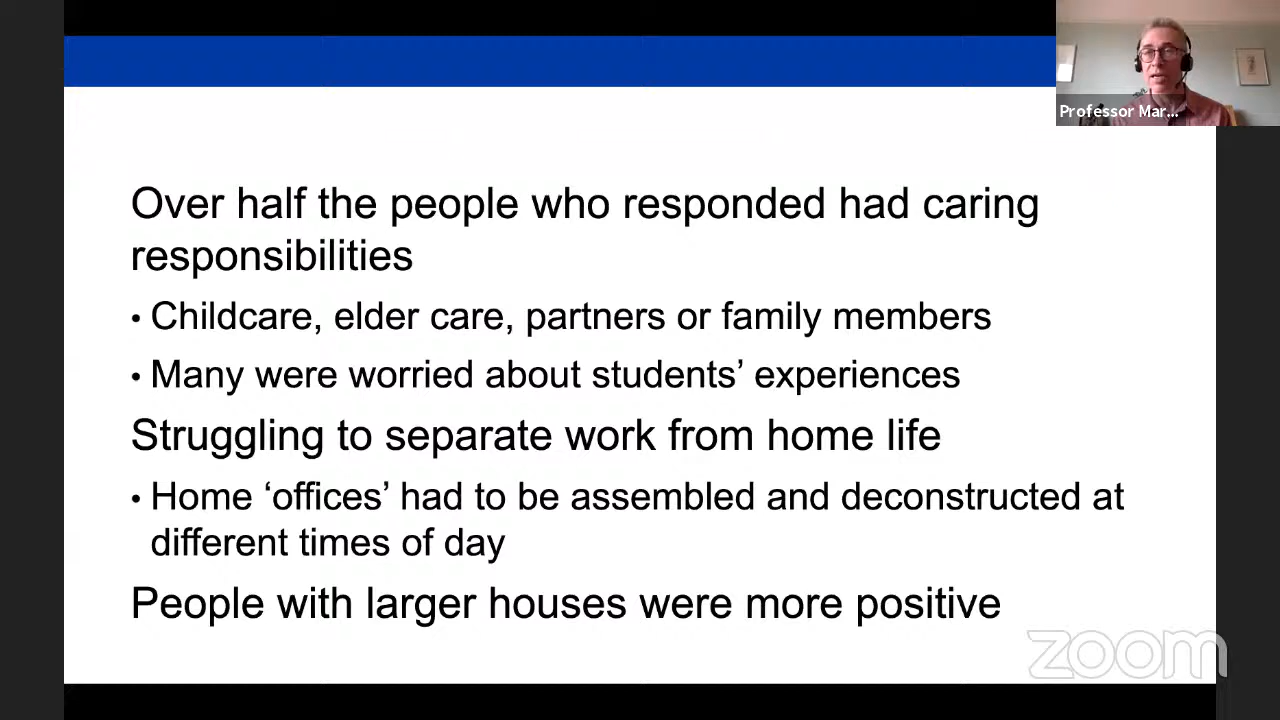 Professor Mar...
Over half the people who responded had caring
responsibilities
• Childcare, elder care, partners or family members
• Many were worried about students’ experiences
Struggling to separate work from home life
• Home ‘offices’ had to be assembled and deconstructed at
different times of day
People with larger houses were more positive
zoom